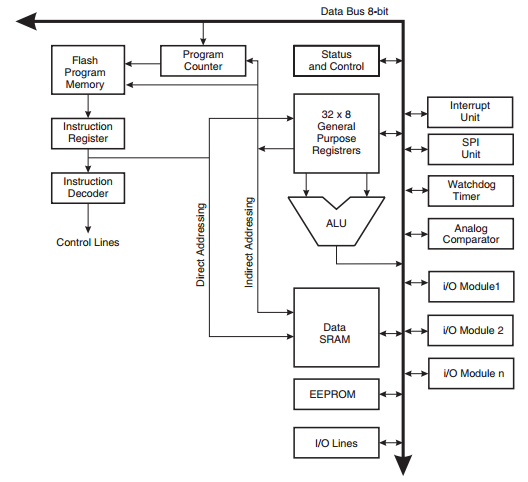 Data Bus 8-bit
Flash
Program
Memory
Program
Counter
Status
and Control
Instruction
Register
32 x 8
General
Purpose
Registrers
Interrupt
Unit
SPI
Unit
Instruction
Decoder
Watchdog
Timer
Direct Addressing
Indirect Addressing
ALU
Analog
Comparator
Control Lines
i/O Module1
Data
SRAM
i/O Module 2
i/O Module n
EEPROM
I/O Lines